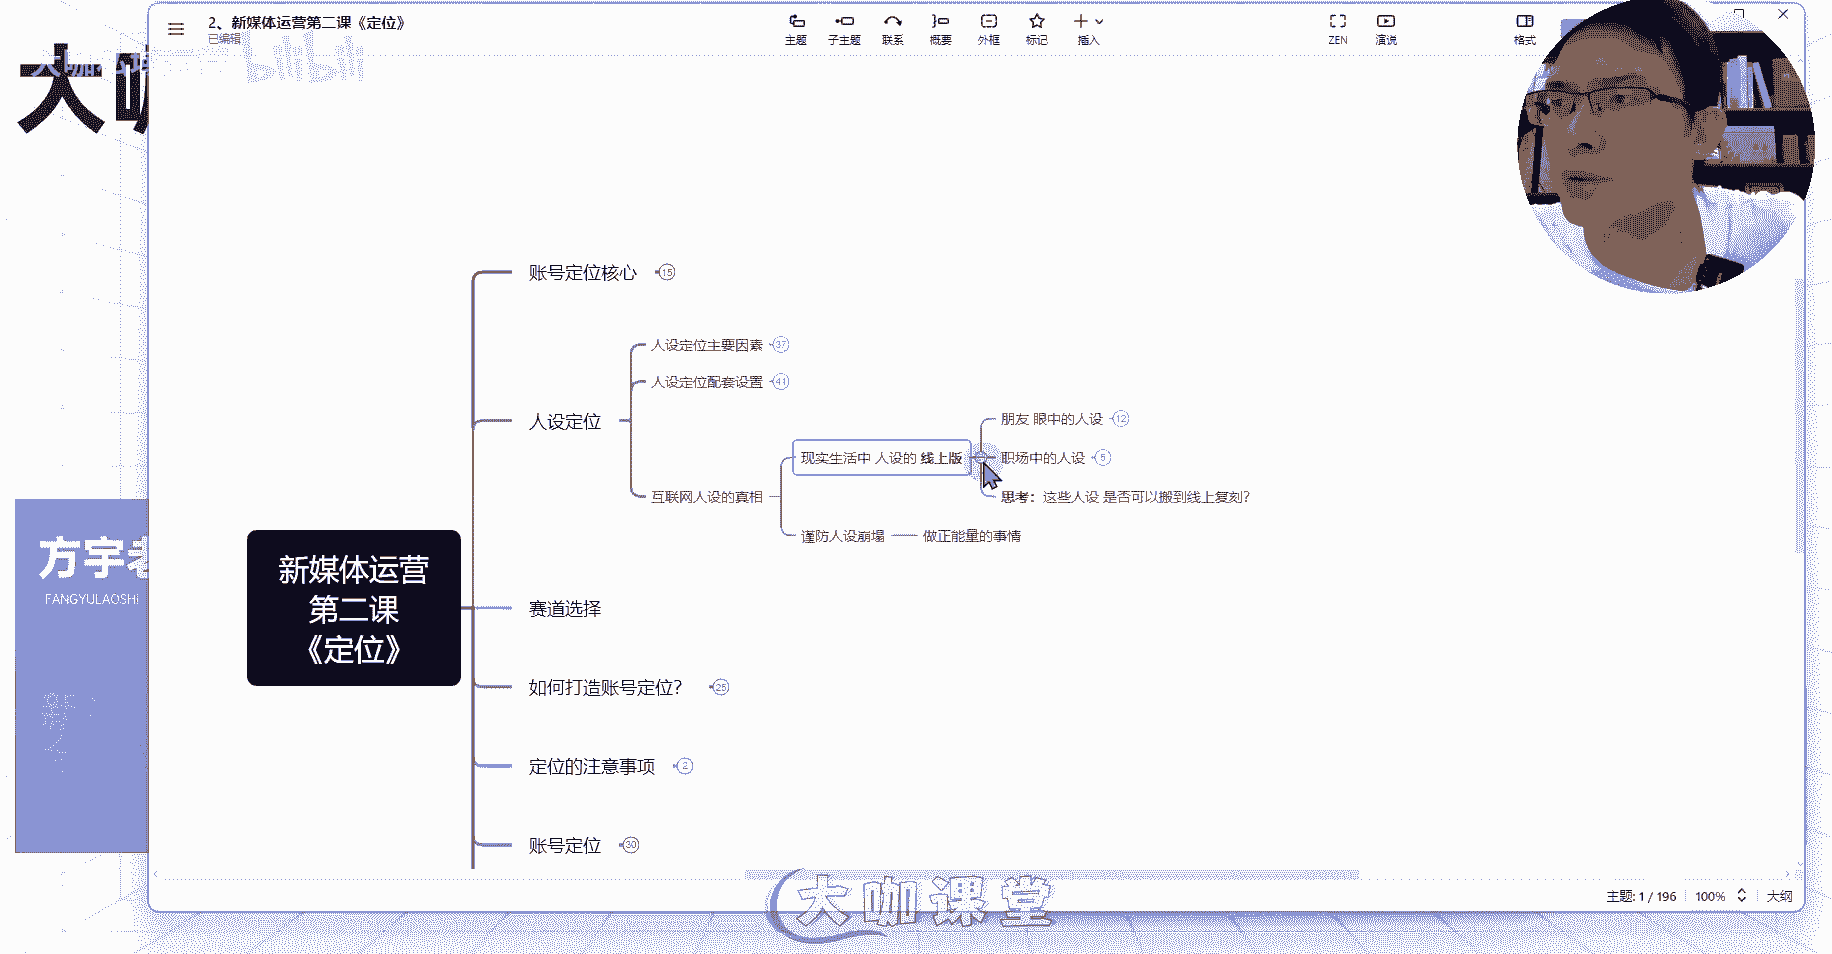 2、新媒体运营第二课《定位》
已编辑
主题
子主题
联系
概要
外框
标记
插入
ZEN
演说
格式
bilibili
大咖
账号定位核心 15
人设定位主要因素 37
人设定位配套设置 41
人设定位
朋友 眼中的人设 12
现实生活中 人设的 线上版
职场中的人设 5
互联网人设的真相
思考：这些人设 是否可以搬到线上复刻？
谨防人设崩塌
做正能量的事情
新媒体运营
第二课
《定位》
赛道选择
如何打造账号定位？ 25
定位的注意事项 2
账号定位 30
方宇老
FANGYULAOSHI
大咖课堂
主题: 1 / 196
100%
大纲